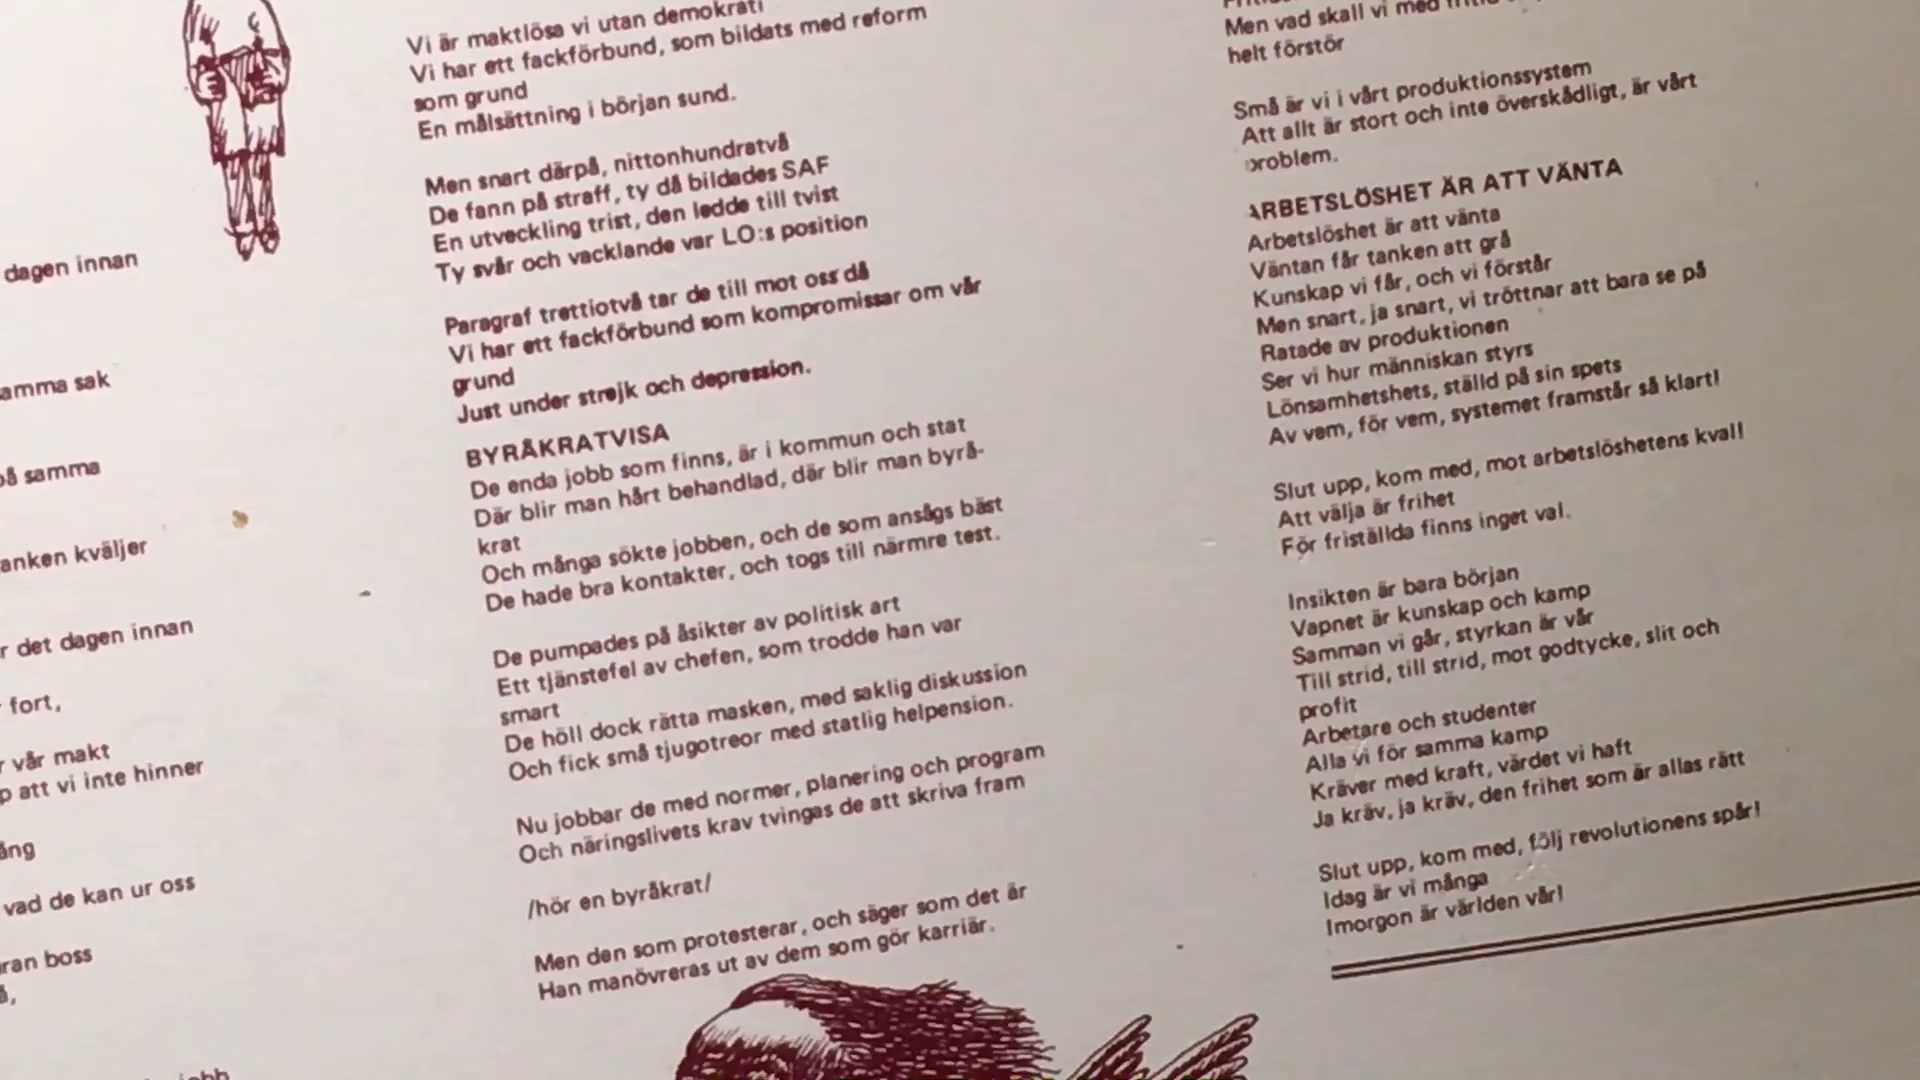 dagen innan
amma sak
på samma
anken kväljer
r det dagen innan
fort,
r vår makt
p att vi inte hinner
ång
vad de kan ur oss
ran boss
å,
jobb
Vi är maktlösa vi utan demokrati
Vi har ett fackförbund, som bildats med reform
som grund
En målsättning i början sund.
Men snart därpå, nittonhundratvå
De fann på straff, ty då bildades SAF
En utveckling trist, den ledde till tvist
Ty svår och vacklande var LO:s position
Paragraf trettiotvå tar de till mot oss då
Vi har ett fackförbund som kompromissar om vår
grund
Just under strejk och depression.
BYRÅKRATVISA
De enda jobb som finns, är i kommun och stat
Där blir man hårt behandlad, där blir man byrå-
krat
Och många sökte jobben, och de som ansågs bäst
De hade bra kontakter, och togs till närmre test.
De pumpades på åsikter av politisk art
Ett tjänstefel av chefen, som trodde han var
smart
De höll dock rätta masken, med saklig diskussion
Och fick små tjugotreor med statlig helpension.
Nu jobbar de med normer, planering och program
Och näringslivets krav tvingas de att skriva fram
/hör en byråkrat/
Men den som protesterar, och säger som det är
Han manövreras ut av dem som gör karriär.
Men vad skall vi med
helt förstör
Små är vi i vårt produktionssystem
Att allt är stort och inte överskådligt, är vårt
problem.
ARBETSLÖSHET ÄR ATT VÄNTA
Arbetslöshet är att vänta
Väntan får tanken att grå
Kunskap vi får, och vi förstår
Men snart, ja snart, vi tröttnar att bara se på
Ratade av produktionen
Ser vi hur människan styrs
Lönsamhetshets, ställd på sin spets
Av vem, för vem, systemet framstår så klart!
Slut upp, kom med, mot arbetslöshetens kval!
Att välja är frihet
För friställda finns inget val.
Insikten är bara början
Vapnet är kunskap och kamp
Samman vi går, styrkan är vår
Till strid, till strid, mot godtycke, slit och
profit
Arbetare och studenter
Alla vi för samma kamp
Kräver med kraft, värdet vi haft
Ja kräv, ja kräv, den frihet som är allas rätt
Slut upp, kom med, följ revolutionens spår!
Idag är vi många
Imorgon är världen vår!